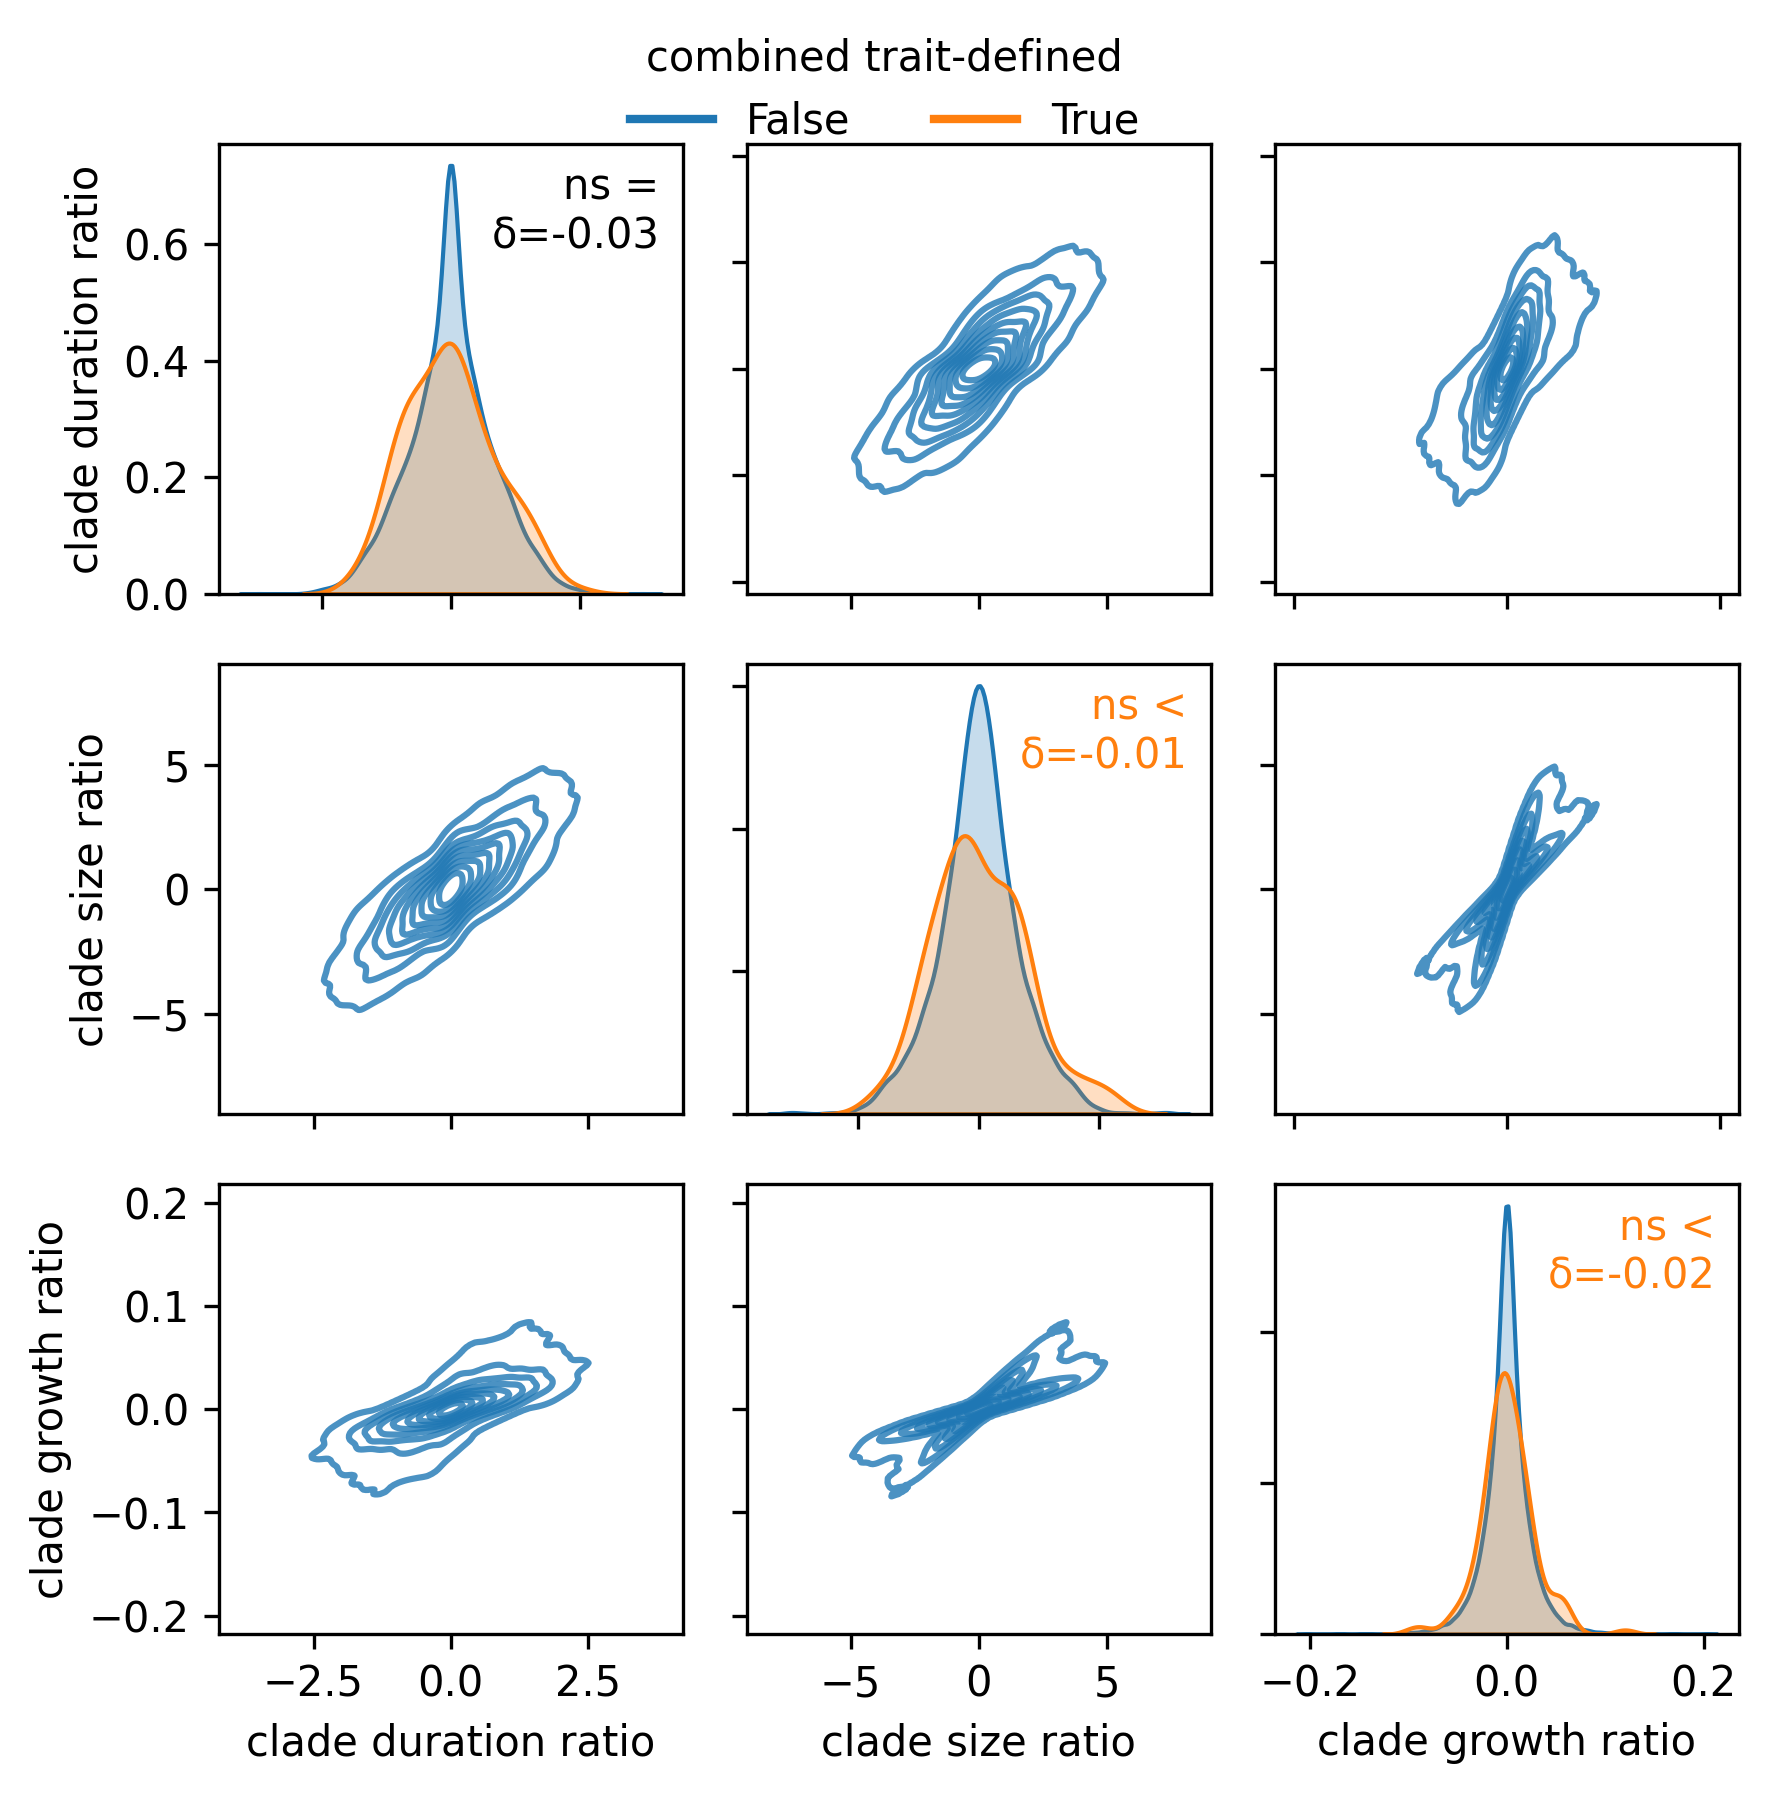 combined trait-defined
False True
clade duration ratio
0.6
0.4
0.2
0.0
ns =
δ=-0.03
clade size ratio
5
0
−5
ns <
δ=-0.01
clade growth ratio
0.2
0.1
0.0
−0.1
−0.2
ns <
δ=-0.02
−2.5 0.0 2.5
−5 0 5
−0.2 0.0 0.2
clade duration ratio
clade size ratio
clade growth ratio